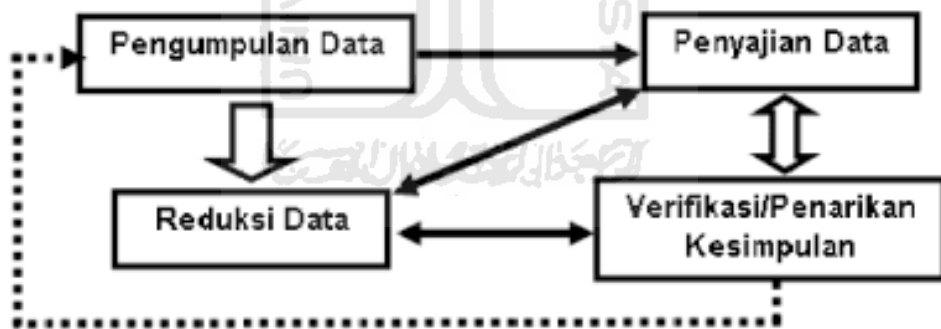 Pengumpulan Data
Penyajian Data
Reduksi Data
Verifikasi/Penarikan
Kesimpulan